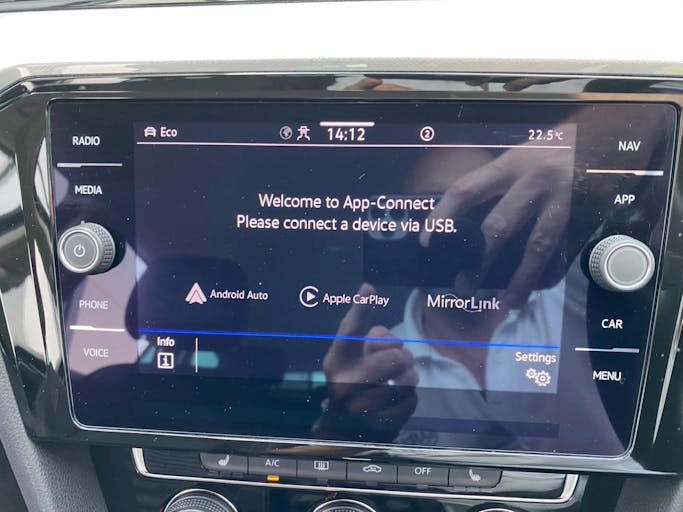 RADIO
MEDIA
PHONE
VOICE
Eco
14:12
2
22.5°C
Welcome to App-Connect
Please connect a device via USB.
Android Auto
Apple CarPlay
MirrorLink
Info
Settings
NAV
APP
CAR
MENU
A/C
OFF